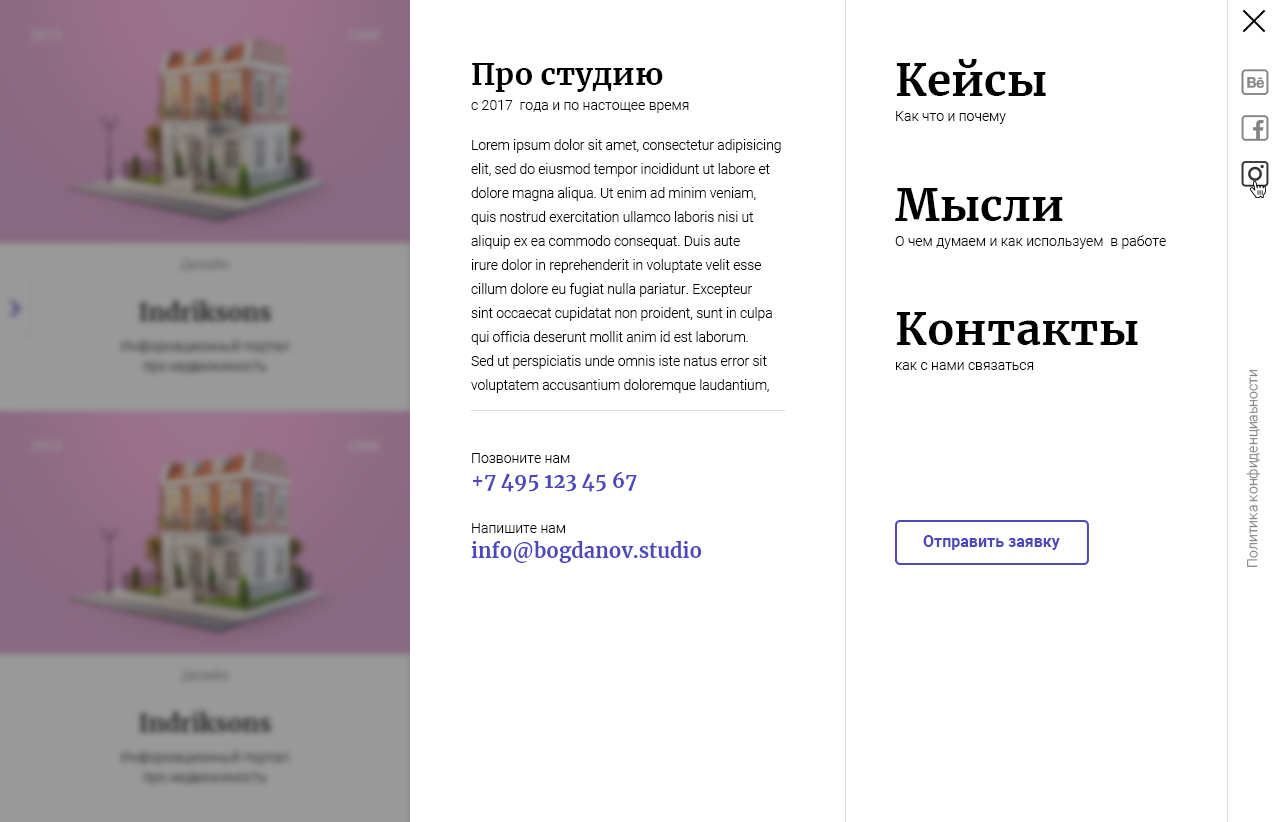 Дизайн
Indriksons
Информационный портал
про недвижимость
Дизайн
Indriksons
Информационный портал
про недвижимость
Про студию
с 2017  года и по настощее время
Lorem ipsum dolor sit amet, consectetur adipisicing
elit, sed do eiusmod tempor incididunt ut labore et
dolore magna aliqua. Ut enim ad minim veniam,
quis nostrud exercitation ullamco laboris nisi ut
aliquip ex ea commodo consequat. Duis aute
irure dolor in reprehenderit in voluptate velit esse
cillum dolore eu fugiat nulla pariatur. Excepteur
sint occaecat cupidatat non proident, sunt in culpa
qui officia deserunt mollit anim id est laborum.
Sed ut perspiciatis unde omnis iste natus error sit
voluptatem accusantium doloremque laudantium,
Позвоните нам
+7 495 123 45 67
Напишите нам
info@bogdanov.studio
Кейсы
Как что и почему
Мысли
О чем думаем и как используем  в работе
Контакты
как с нами связаться
Отправить заявку
Bē
Политика конфиденциаьности